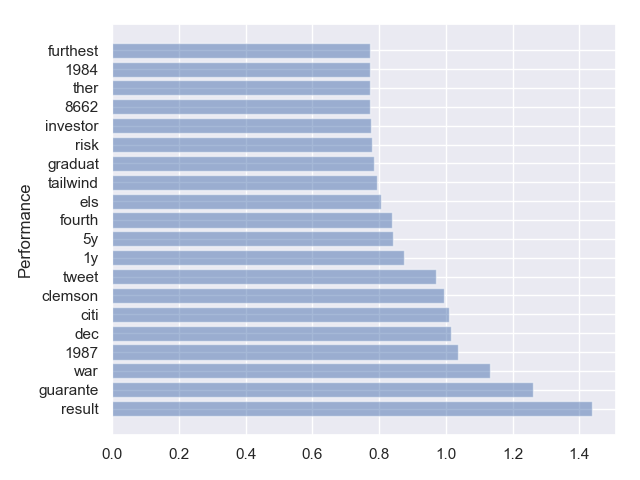 furthest
1984
ther
8662
investor
risk
graduat
tailwind
els
fourth
5y
1y
tweet
clemson
citi
dec
1987
war
guarante
result
Performance
0.0 0.2 0.4 0.6 0.8 1.0 1.2 1.4